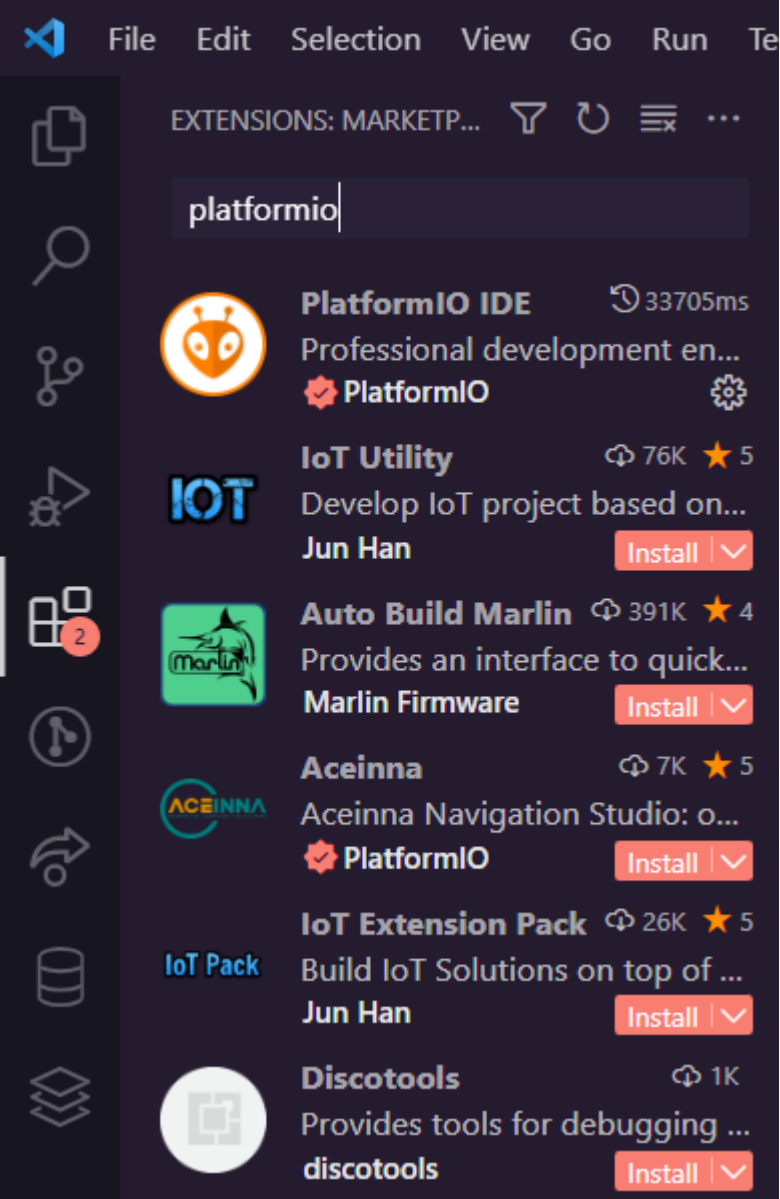 File Edit Selection View Go Run Te
EXTENSIONS: MARKETP...
platformio
PlatformIO IDE 33705ms
Professional development en...
PlatformIO
IOT
IoT Utility 76K 5
Develop IoT project based on...
Jun Han Install
Marlin
Auto Build Marlin 391K 4
Provides an interface to quick...
Marlin Firmware Install
2
ACEINNA
Aceinna 7K 5
Aceinna Navigation Studio: o...
PlatformIO Install
IoT Pack
IoT Extension Pack 26K 5
Build IoT Solutions on top of ...
Jun Han Install
Discotools 1K
Provides tools for debugging ...
discotools Install